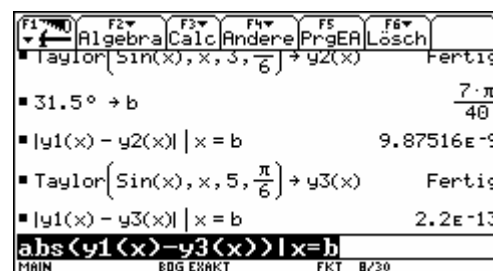 F1 F2 F3 F4 F5 F6
Algebra Calc Andere PrgEA Lösch
▪ Taylor(sin(x), x, 3, π/6) → y2(x) Fertig
▪ 31.5° → b 7·π/40
▪ |y1(x) - y2(x)| | x = b 9.87516ᴇ-9
▪ Taylor(sin(x), x, 5, π/6) → y3(x) Fertig
▪ |y1(x) - y3(x)| | x = b 2.2ᴇ-13
abs(y1(x)-y3(x))|x=b
MAIN BOG EXAKT FKT 8/30